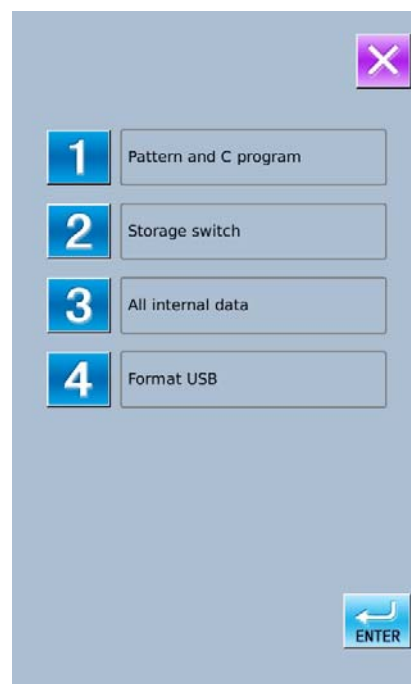 1 Pattern and C program
2 Storage switch
3 All internal data
4 Format USB
ENTER